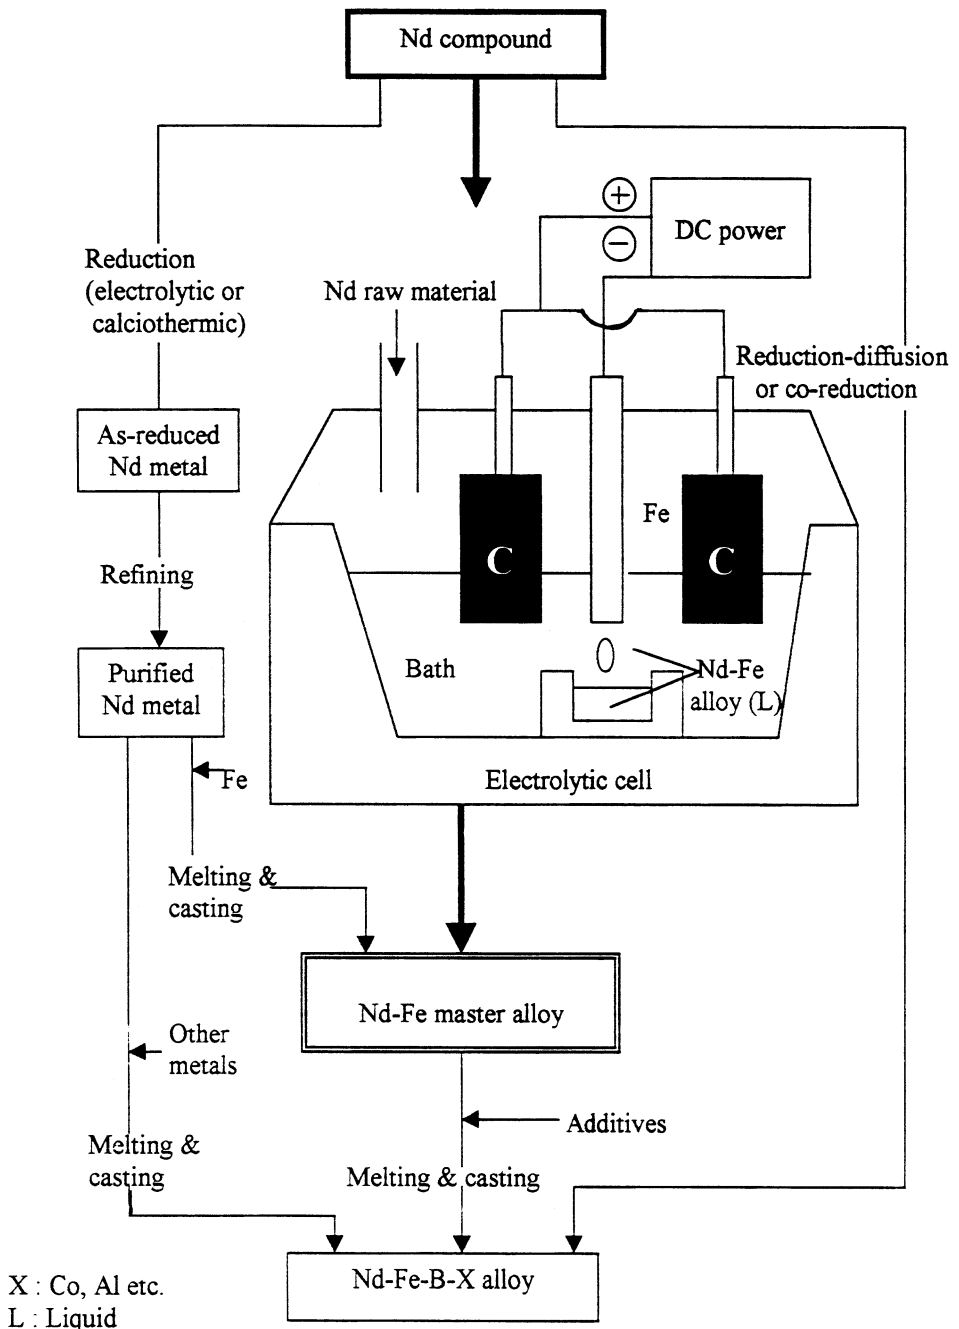 Nd compound
+
−
DC power
Reduction
(electrolytic or
calciothermic)
Nd raw material
Reduction-diffusion
or co-reduction
As-reduced
Nd metal
Fe
C
C
Refining
Purified
Nd metal
Bath
Nd-Fe
alloy (L)
Fe
Electrolytic cell
Melting &
casting
Nd-Fe master alloy
Other
metals
Additives
Melting &
casting
Melting & casting
Nd-Fe-B-X alloy
X : Co, Al etc.
L : Liquid